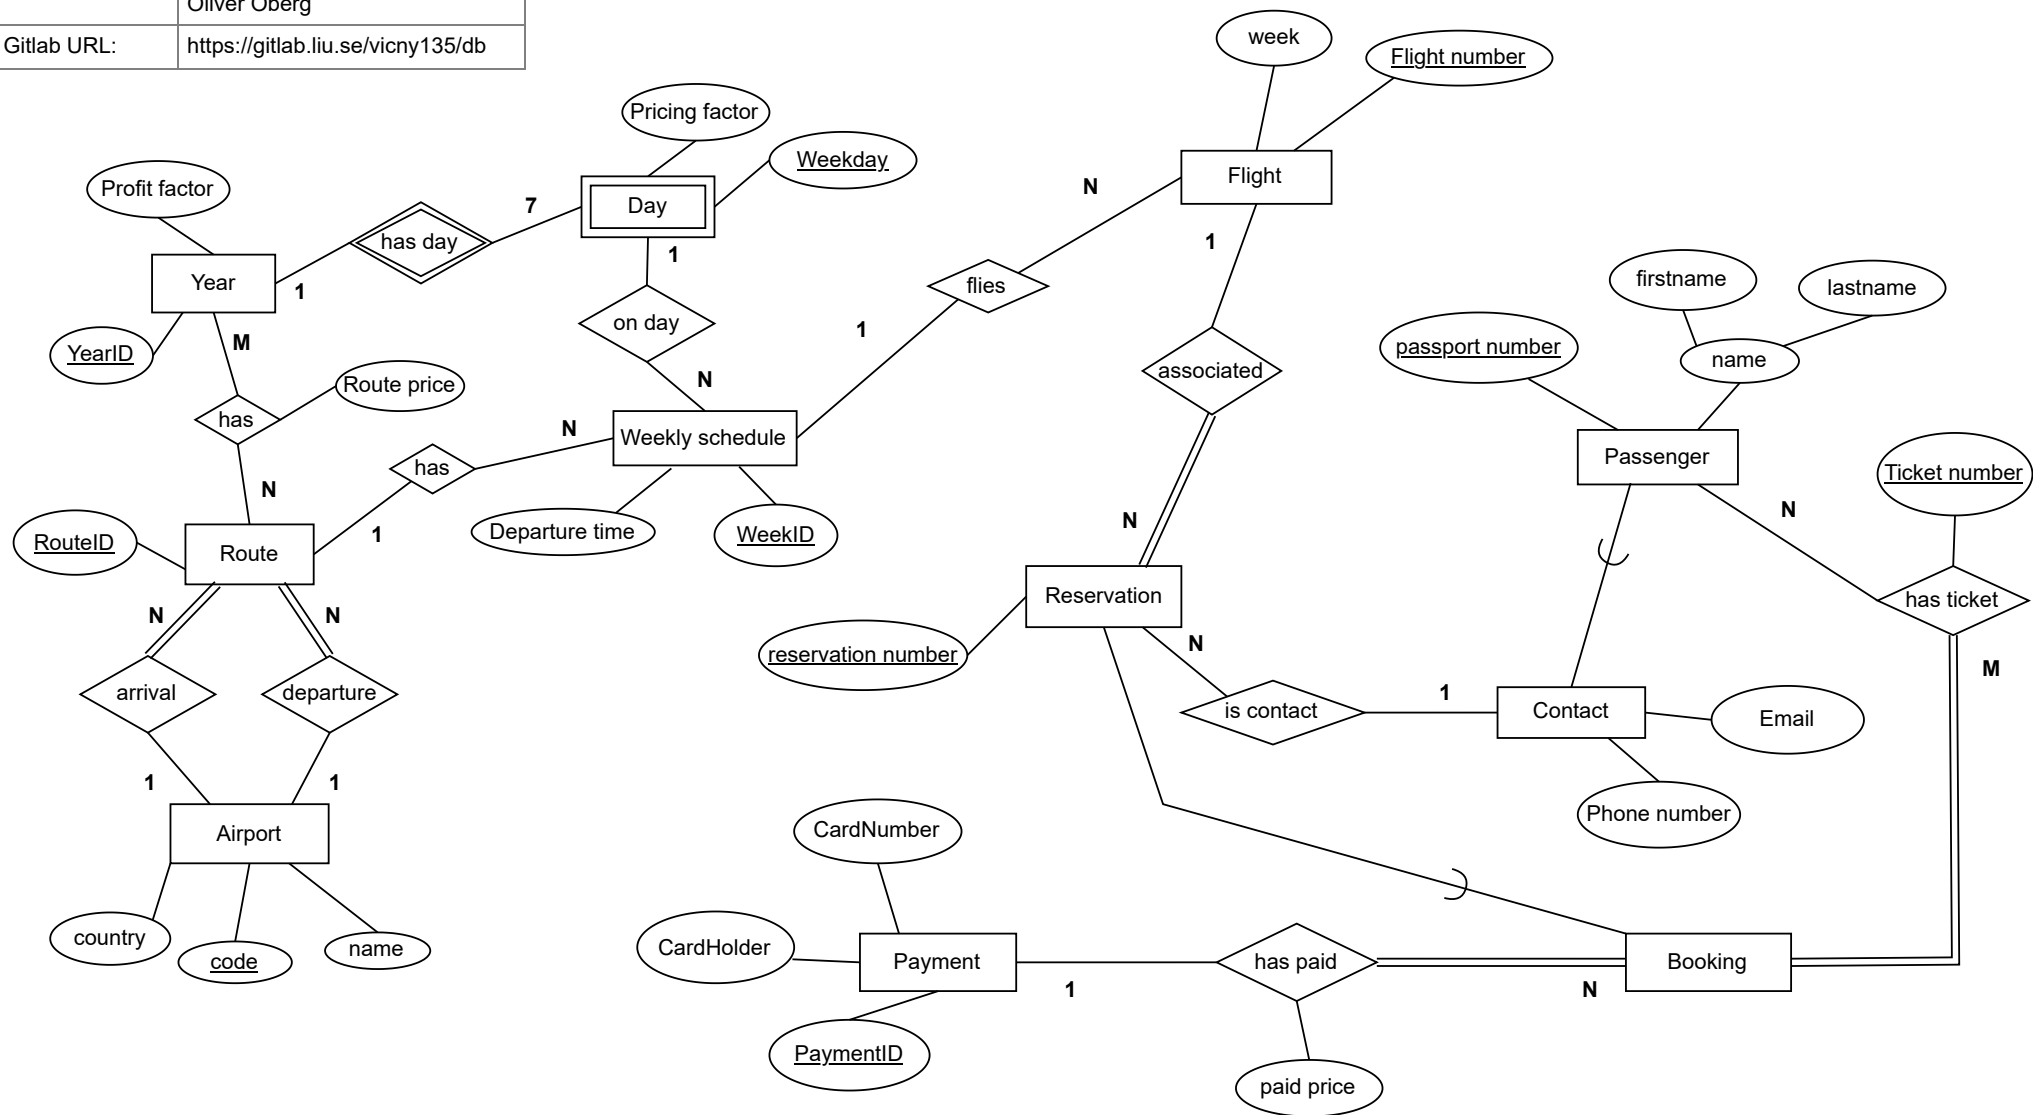 Oliver Oberg
Gitlab URL:
https://gitlab.liu.se/vicny135/db
week
Flight number
Pricing factor
Weekday
Profit factor
Flight
N
Day
7
has day
1
1
Year
1
flies
firstname
lastname
on day
1
M
passport number
name
YearID
Route price
associated
N
has
Weekly schedule
N
Passenger
has
Ticket number
N
N
N
1
Departure time
WeekID
RouteID
Route
Reservation
has ticket
N
N
N
reservation number
M
arrival
departure
1
is contact
Contact
Email
1
1
Phone number
Airport
CardNumber
country
code
name
CardHolder
Payment
has paid
Booking
1
N
PaymentID
paid price